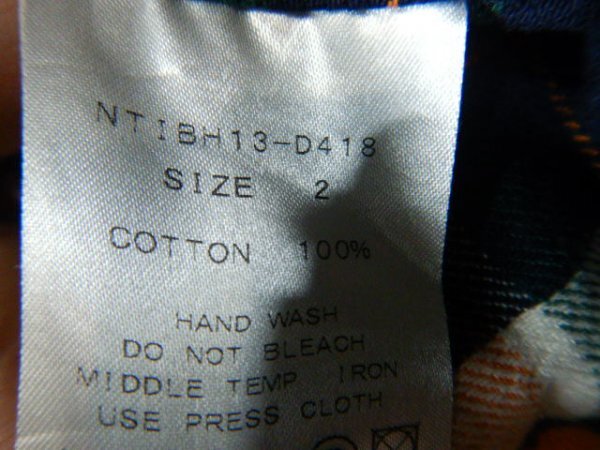 NTIBH13-D418
SIZE 2
COTTON 100%
HAND WASH
DO NOT BLEACH
MIDDLE TEMP IRON
USE PRESS CLOTH